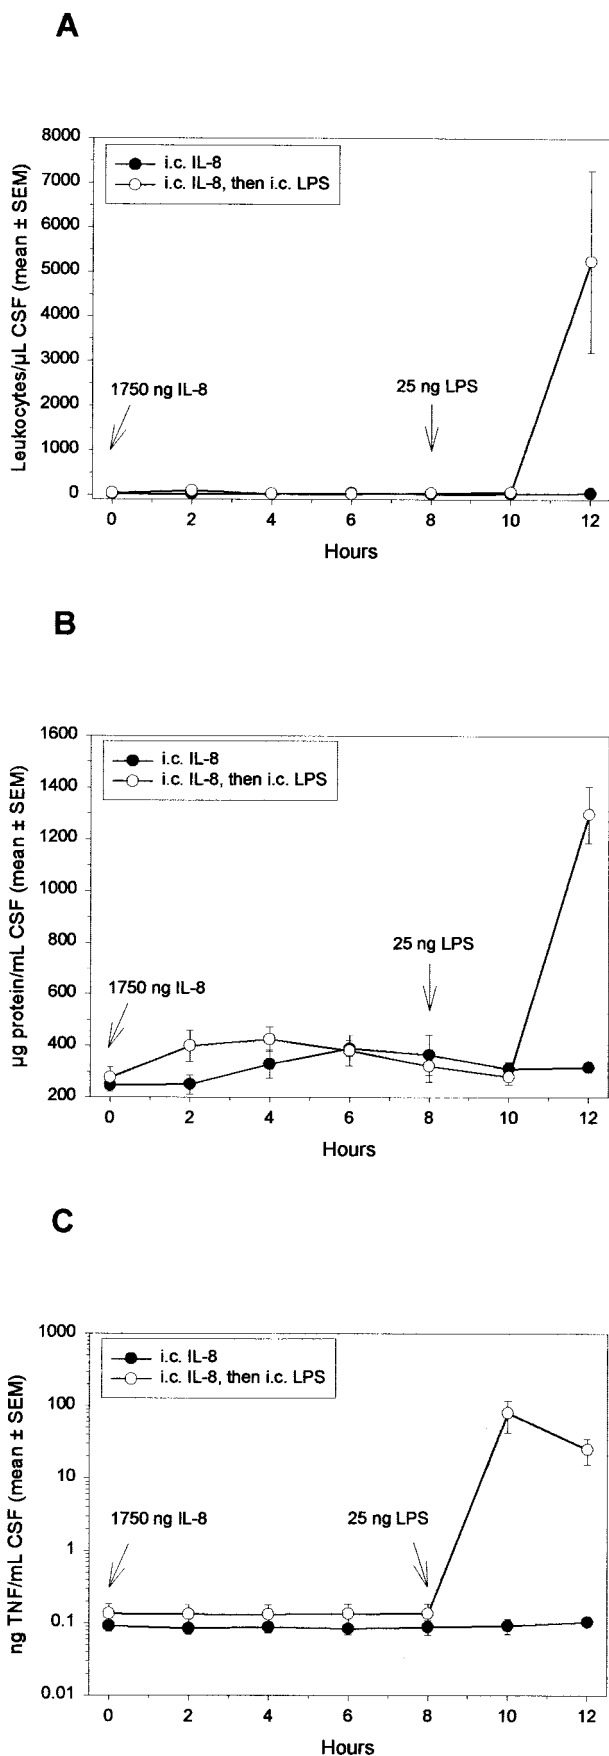 A
8000
7000
6000
5000
4000
3000
2000
1000
0
Leukocytes/µL CSF (mean ± SEM)
i.c. IL-8
i.c. IL-8, then i.c. LPS
1750 ng IL-8
25 ng LPS
0 2 4 6 8 10 12
Hours
B
1600
1400
1200
1000
800
600
400
200
µg protein/mL CSF (mean ± SEM)
i.c. IL-8
i.c. IL-8, then i.c. LPS
25 ng LPS
1750 ng IL-8
0 2 4 6 8 10 12
Hours
C
1000
100
10
1
0.1
0.01
ng TNF/mL CSF (mean ± SEM)
i.c. IL-8
i.c. IL-8, then i.c. LPS
1750 ng IL-8
25 ng LPS
0 2 4 6 8 10 12
Hours